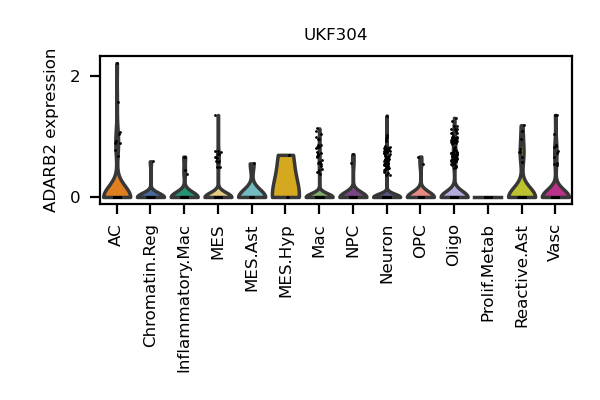 UKF304
ADARB2 expression
2
0
AC
Chromatin.Reg
Inflammatory.Mac
MES
MES.Ast
MES.Hyp
Mac
NPC
Neuron
OPC
Oligo
Prolif.Metab
Reactive.Ast
Vasc